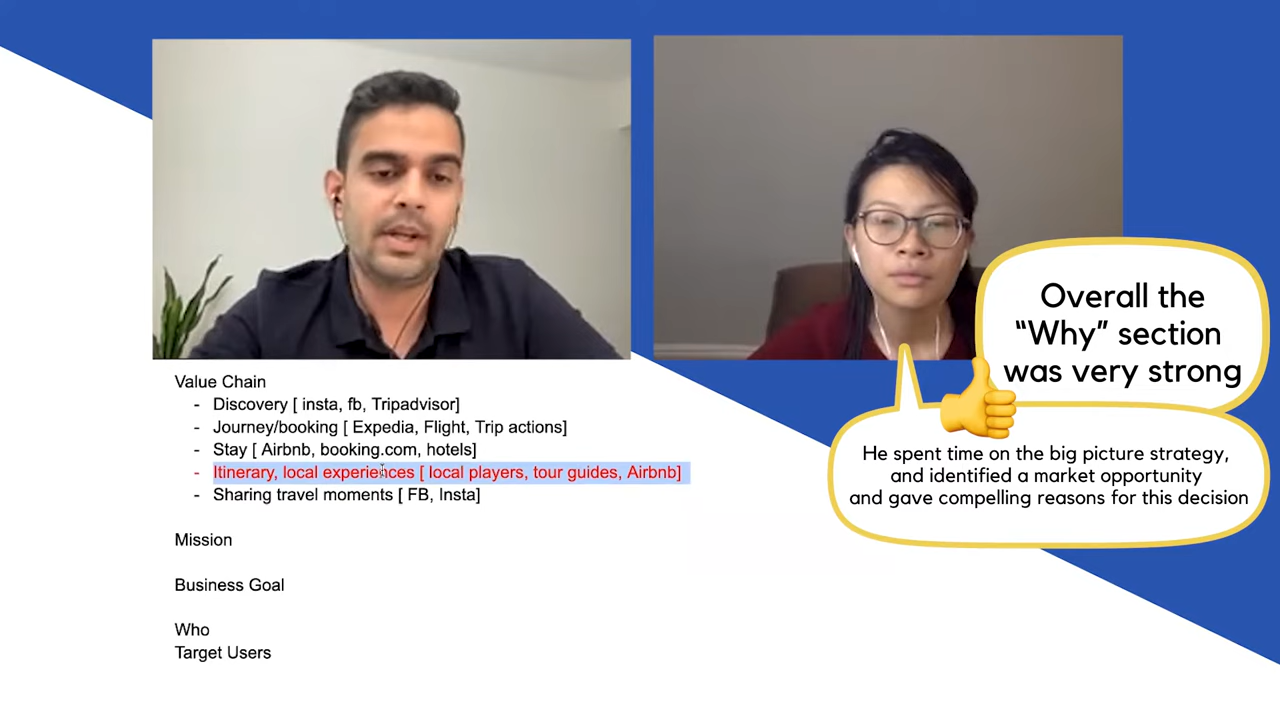 Value Chain
- Discovery [ insta, fb, Tripadvisor]
- Journey/booking [ Expedia, Flight, Trip actions]
- Stay [ Airbnb, booking.com, hotels]
- Itinerary, local experiences [ local players, tour guides, Airbnb]
- Sharing travel moments [ FB, Insta]
Mission
Business Goal
Who
Target Users
Overall the
“Why” section
was very strong
He spent time on the big picture strategy,
and identified a market opportunity
and gave compelling reasons for this decision